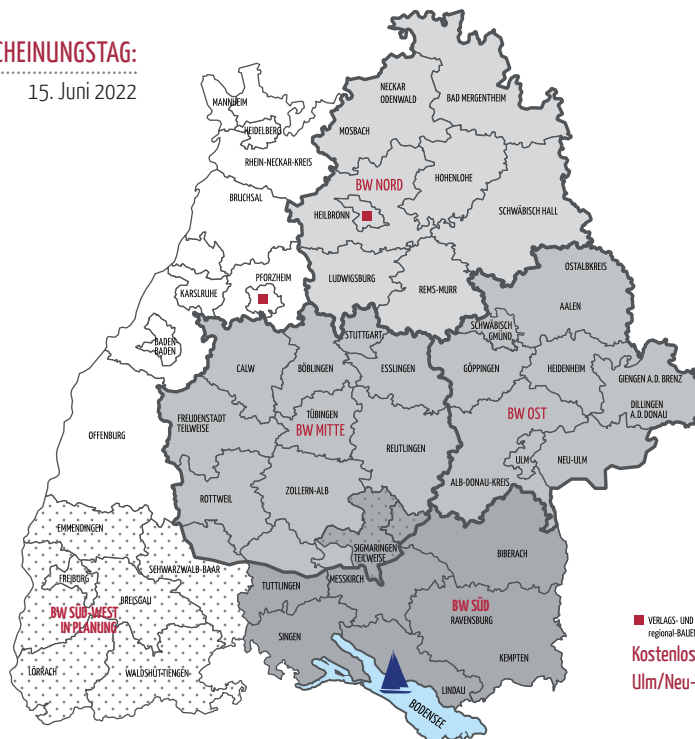 CHEINUNGSTAG:
15. Juni 2022
MANNHEIM
HEIDELBERG
RHEIN-NECKAR-KREIS
BRUCHSAL
KARLSRUHE
PFORZHEIM
BADEN-
BADEN
OFFENBURG
NECKAR
ODENWALD
BAD MERGENTHEIM
MOSBACH
BW NORD
HOHENLOHE
HEILBRONN
SCHWÄBISCH HALL
LUDWIGSBURG
REMS-MURR
OSTALBKREIS
AALEN
SCHWÄBISCH
GMÜND
GÖPPINGEN
HEIDENHEIM
GIENGEN A.D. BRENZ
DILLINGEN
A.D.DONAU
BW OST
ULM
NEU-ULM
ALB-DONAU-KREIS
STUTTGART
CALW
BÖBLINGEN
ESSLINGEN
FREUDENSTADT
TEILWEISE
TÜBINGEN
BW MITTE
REUTLINGEN
ROTTWEIL
ZOLLERN-ALB
SIGMARINGEN
TEILWEISE
EMMENDINGEN
SCHWARZWALD-BAAR
FREIBURG
BREISGAU
BW SÜD-WEST
IN PLANUNG
LÖRRACH
WALDSHUT-TIENGEN
TUTTLINGEN
MESSKIRCH
BIBERACH
BW SÜD
RAVENSBURG
SINGEN
KEMPTEN
LINDAU
BODENSEE
VERLAGS- UND
regional-BAUE
Kostenlos
Ulm/Neu-